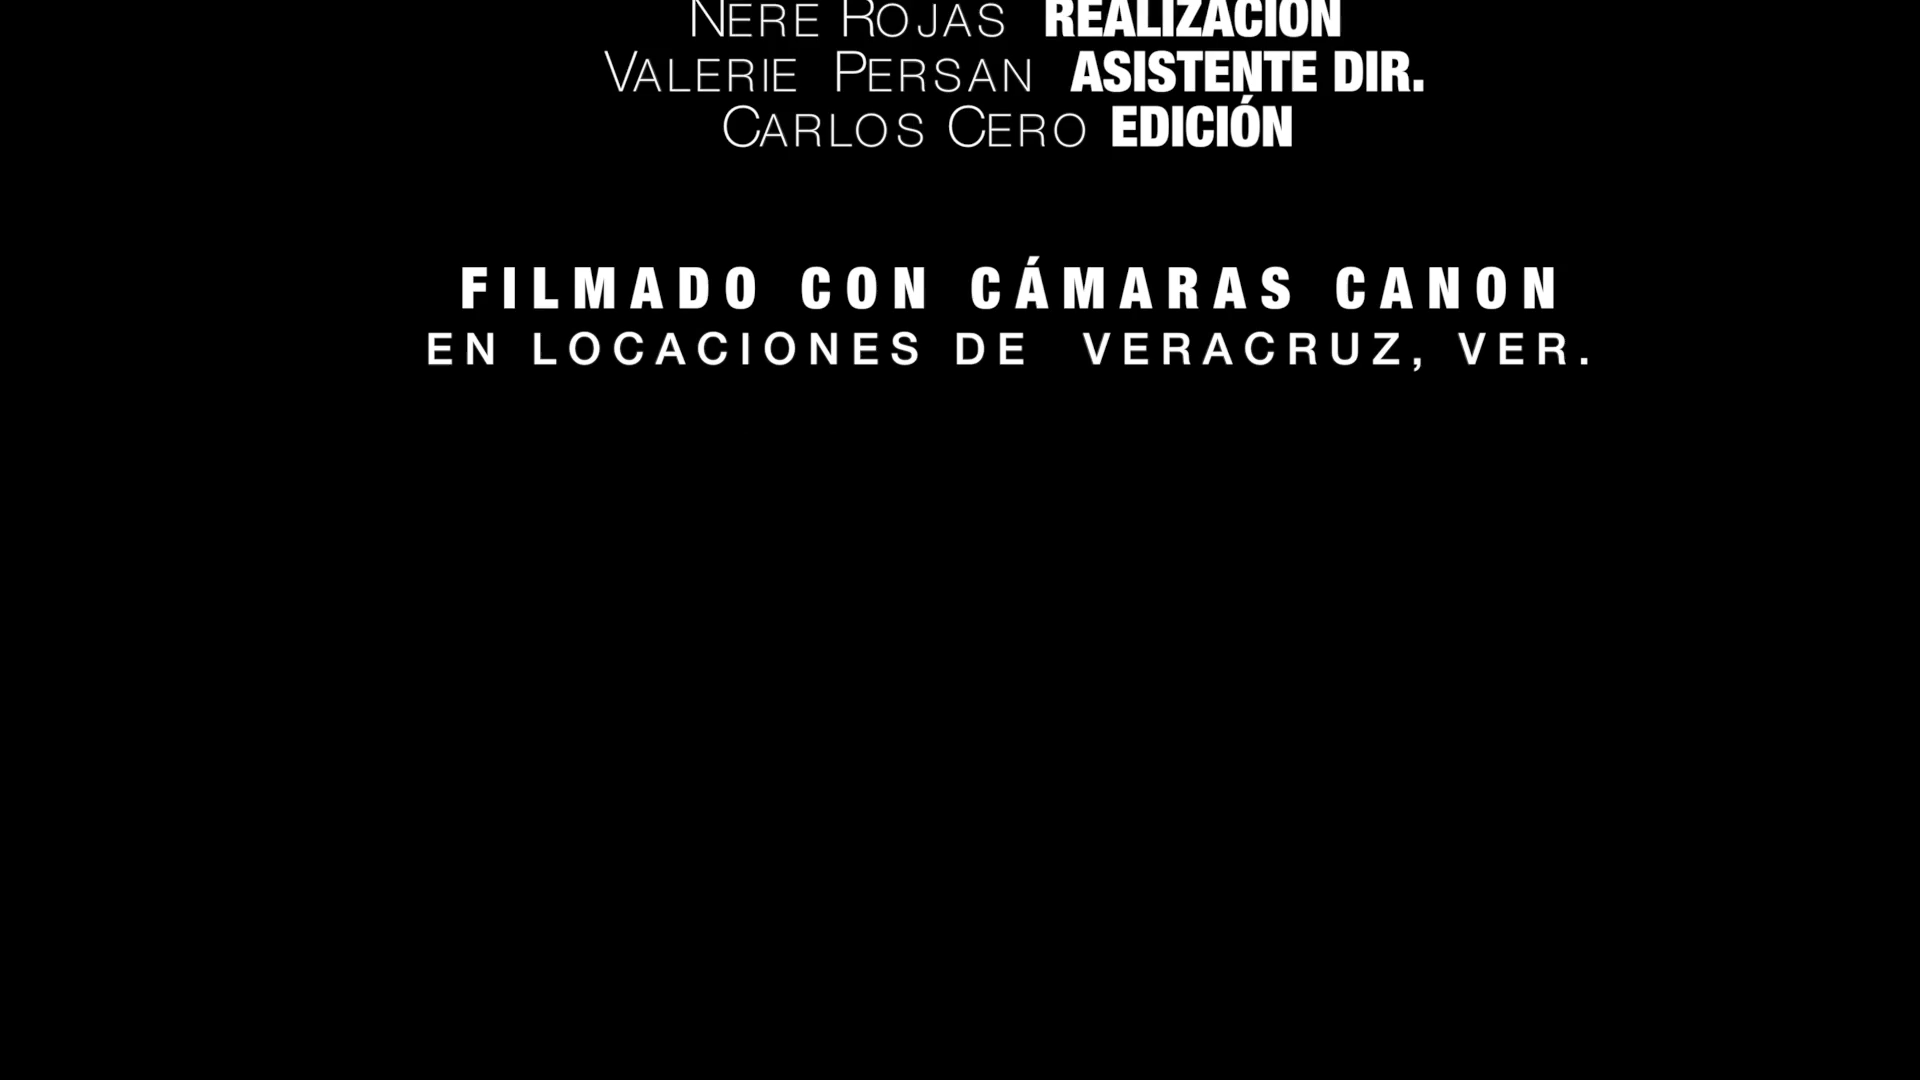 NERE ROJAS REALIZACIÓN
VALERIE PERSAN ASISTENTE DIR.
CARLOS CERO EDICIÓN
FILMADO CON CÁMARAS CANON
EN LOCACIONES DE VERACRUZ, VER.